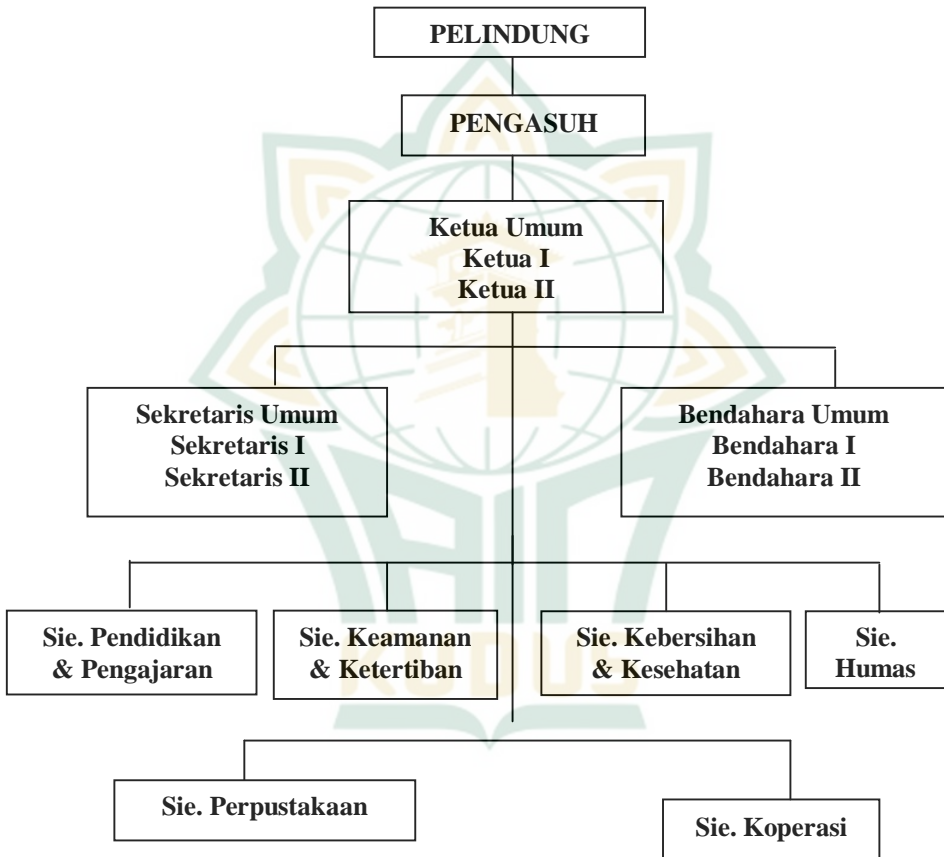 PELINDUNG
PENGASUH
Ketua Umum
Ketua I
Ketua II
Sekretaris Umum
Sekretaris I
Sekretaris II
Bendahara Umum
Bendahara I
Bendahara II
Sie. Pendidikan
& Pengajaran
Sie. Keamanan
& Ketertiban
Sie. Kebersihan
& Kesehatan
Sie.
Humas
KUDUS
Sie. Perpustakaan
Sie. Koperasi